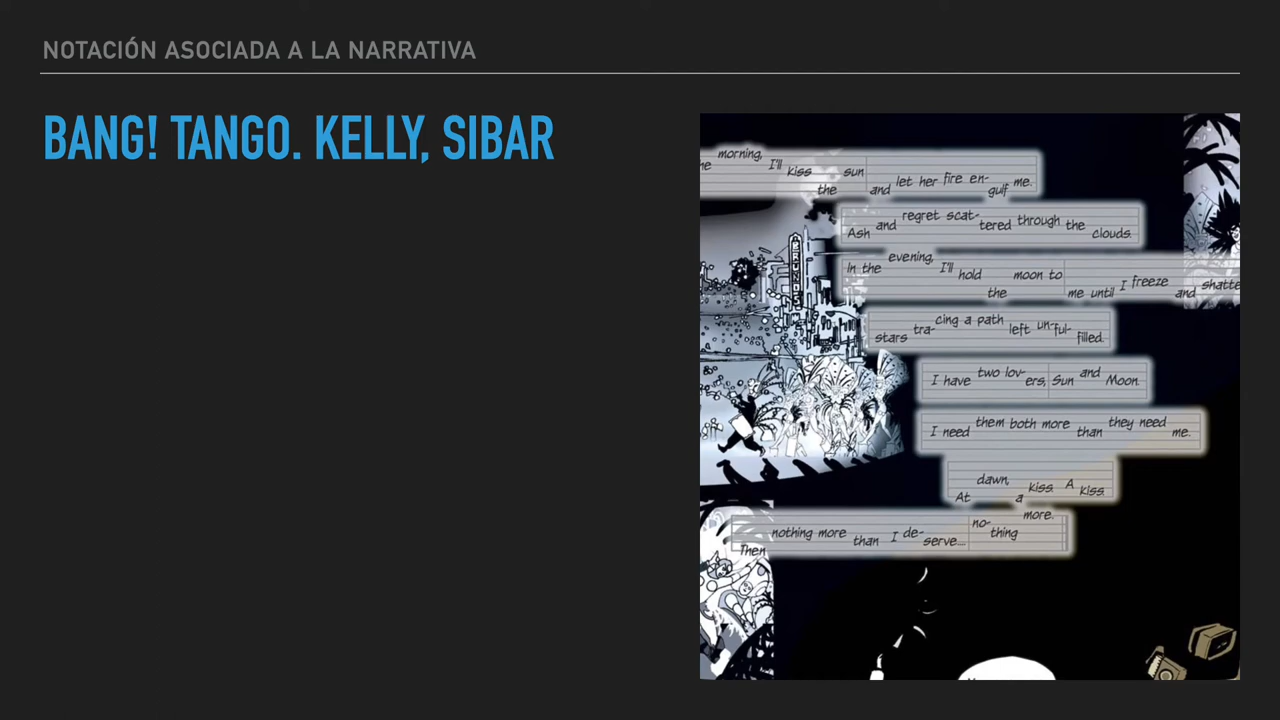 NOTACIÓN ASOCIADA A LA NARRATIVA
BANG! TANGO. KELLY, SIBAR
morning, I'll kiss the sun and let her fire en- gulf me.
Ash and regret scat- tered through the clouds.
In the evening, I'll hold the moon to me until I freeze and
stars tra- cing a path left un- ful- filled.
I have two lov- ers, Sun and Moon.
I need them both more than they need me.
At dawn, a kiss. A kiss.
Then nothing more than I de- serve.... no- thing more.